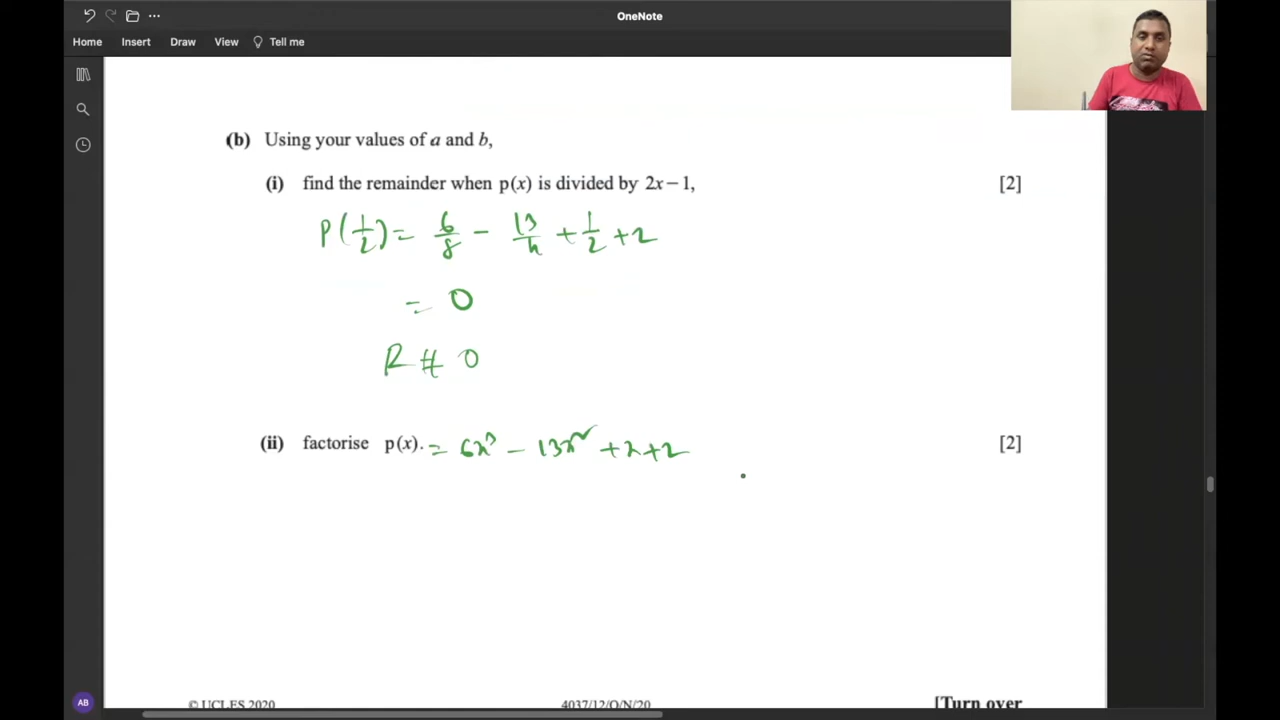 OneNote
Home Insert Draw View Tell me
(b) Using your values of a and b,
(i) find the remainder when p(x) is divided by 2x − 1, [2]
P(1/2) = 6/8 − 13/4 + 1/2 + 2
= 0
R # 0
(ii) factorise p(x). = 6x³ − 13x² + x + 2 [2]
AB
© UCLES 2020 4037/12/O/N/20 [Turn over